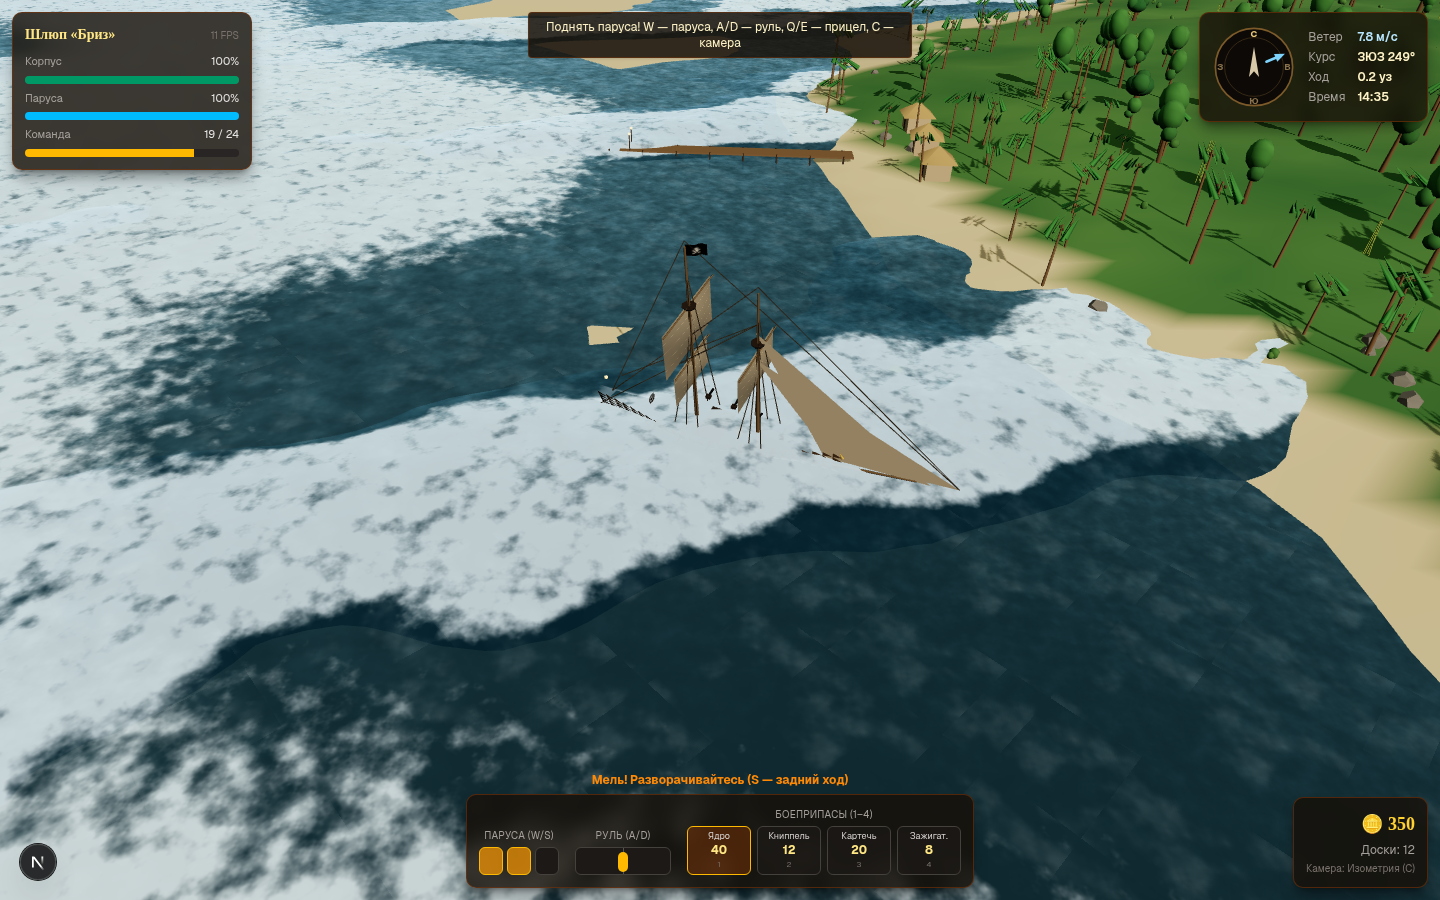 Шлюп «Бриз»
11 FPS
Корпус
100%
Паруса
100%
Команда
19 / 24
Поднять паруса! W — паруса, A/D — руль, Q/E — прицел, C —
камера
С
З
В
Ю
Ветер
7.8 м/с
Курс
ЗЮЗ 249°
Ход
0.2 уз
Время
14:35
Мель! Разворачивайтесь (S — задний ход)
ПАРУСА (W/S)
РУЛЬ (A/D)
БОЕПРИПАСЫ (1–4)
Ядро
40
1
Книппель
12
2
Картечь
20
3
Зажигат.
8
4
N
350
Доски: 12
Камера: Изометрия (C)